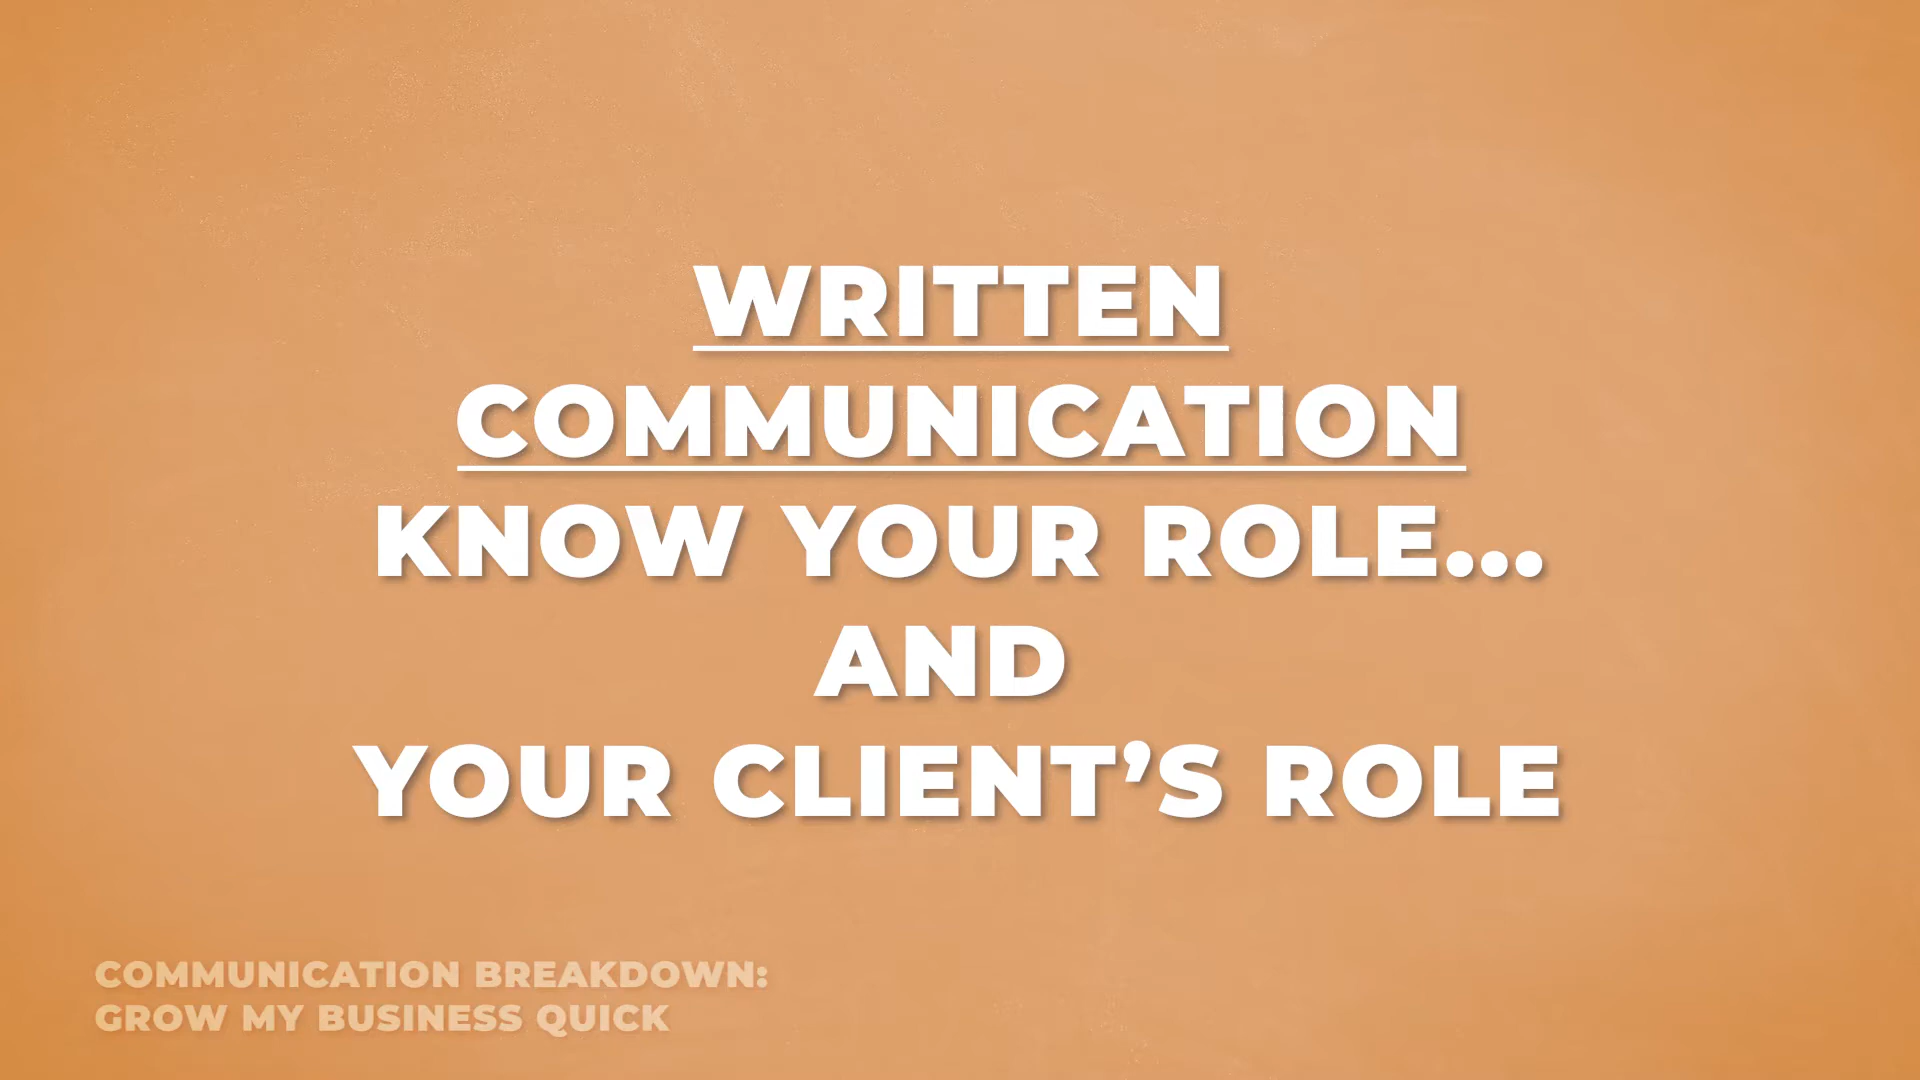 WRITTEN
COMMUNICATION
KNOW YOUR ROLE...
AND
YOUR CLIENT’S ROLE
COMMUNICATION BREAKDOWN:
GROW MY BUSINESS QUICK